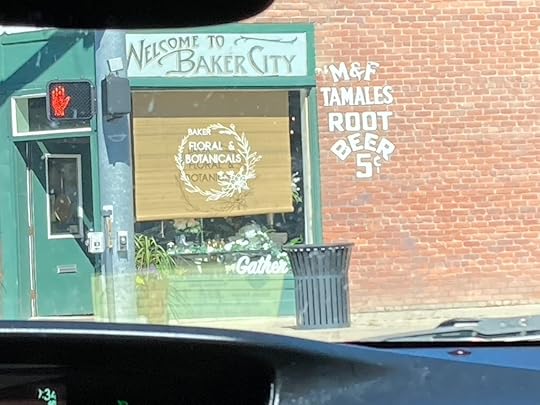 WELCOME TO
BAKER CITY
BAKER
FLORAL &
BOTANICALS
Gather
M&F
TAMALES
ROOT
BEER
5¢